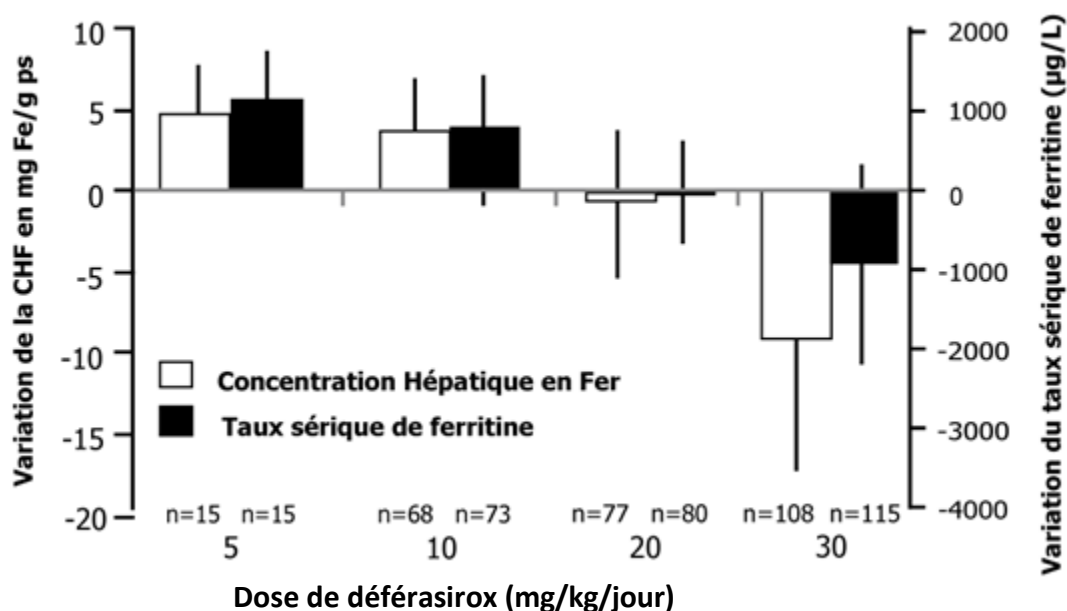 Variation de la CHF en mg Fe/g ps
10
5
0
-5
-10
-15
-20
2000
1000
0
-1000
-2000
-3000
-4000
Variation du taux sérique de ferritine (µg/L)
Concentration Hépatique en Fer
Taux sérique de ferritine
n=15 n=15 n=68 n=73 n=77 n=80 n=108 n=115
5 10 20 30
Dose de déférasirox (mg/kg/jour)